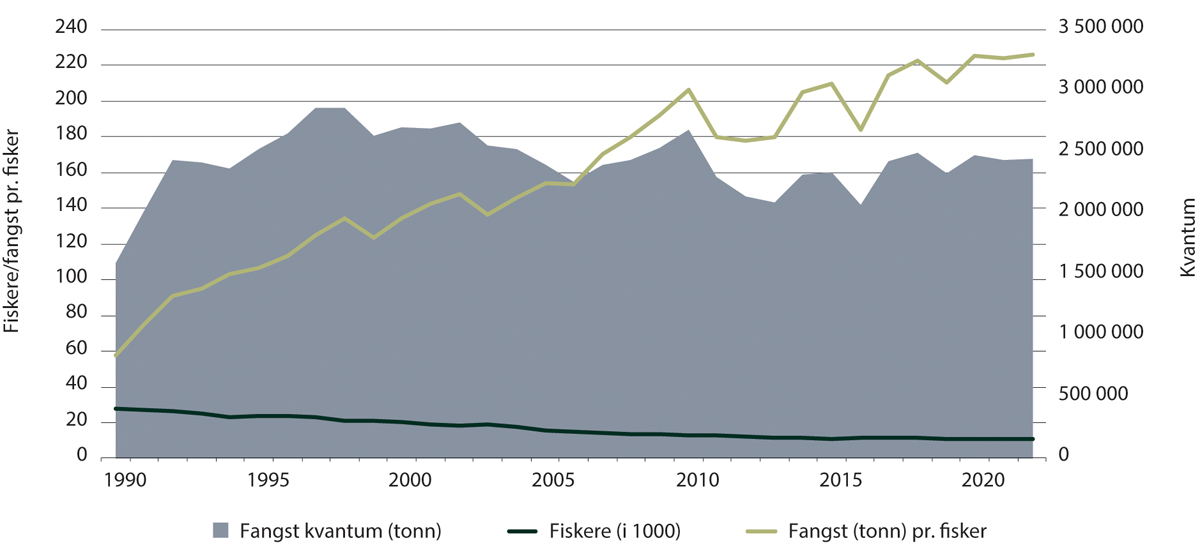 240
220
200
180
160
140
120
100
80
60
40
20
0
Fiskere/fangst pr. fisker
3 500 000
3 000 000
2 500 000
2 000 000
1 500 000
1 000 000
500 000
0
Kvantum
1990 1995 2000 2005 2010 2015 2020
Fangst kvantum (tonn) Fiskere (i 1000) Fangst (tonn) pr. fisker